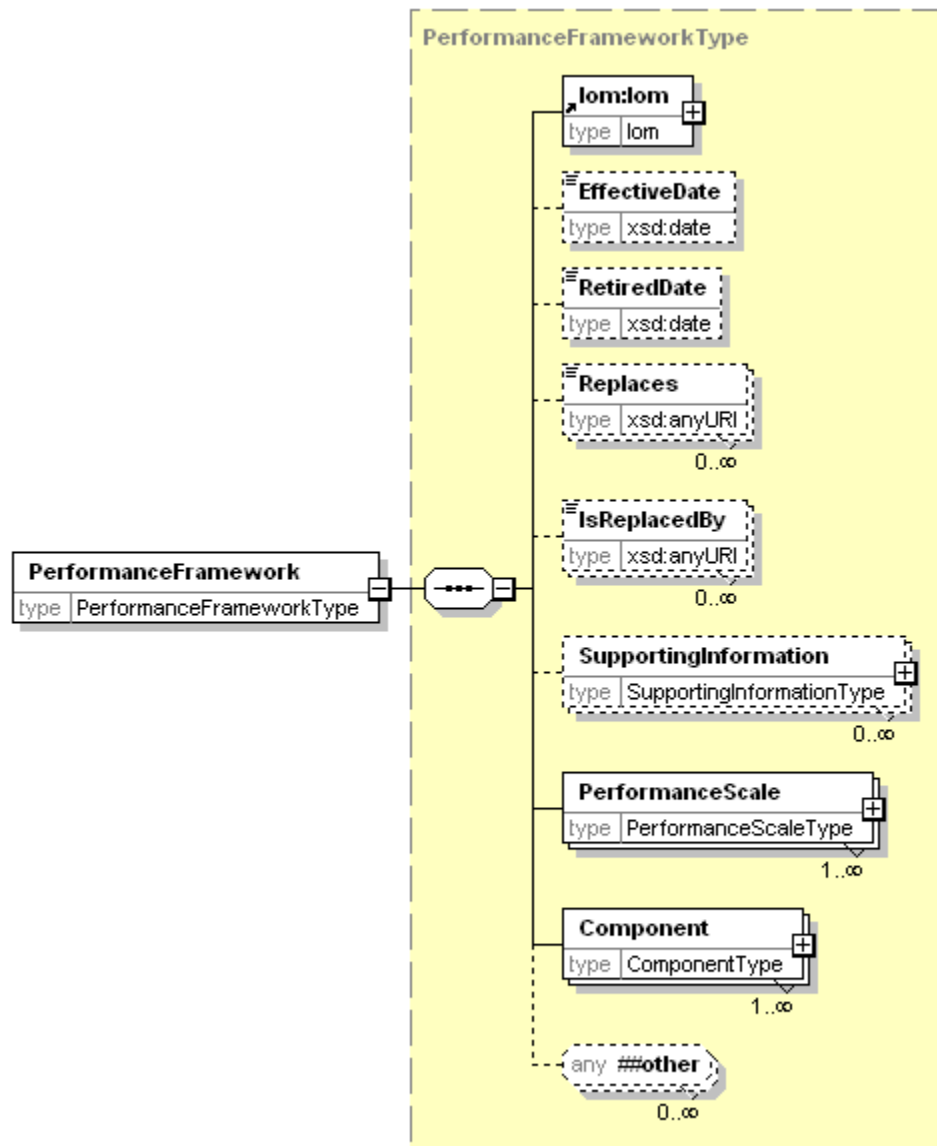 PerformanceFrameworkType
lom:lom
type lom
EffectiveDate
type xsd:date
RetiredDate
type xsd:date
Replaces
type xsd:anyURI
0..∞
IsReplacedBy
type xsd:anyURI
0..∞
PerformanceFramework
type PerformanceFrameworkType
SupportingInformation
type SupportingInformationType
0..∞
PerformanceScale
type PerformanceScaleType
1..∞
Component
type ComponentType
1..∞
any ##other
0..∞